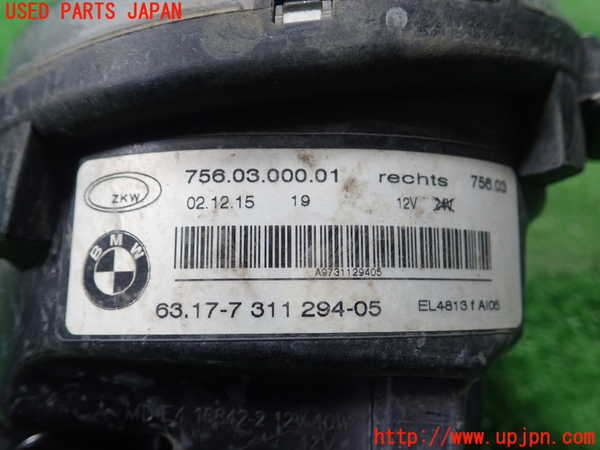 USED PARTS JAPAN
756.03.000.01 rechts 756.03
ZKW
02.12.15 19 12V 24V
BMW
A9731129405
63.17-7 311 294-05 EL4813
12V
http://www.upjpn.com/